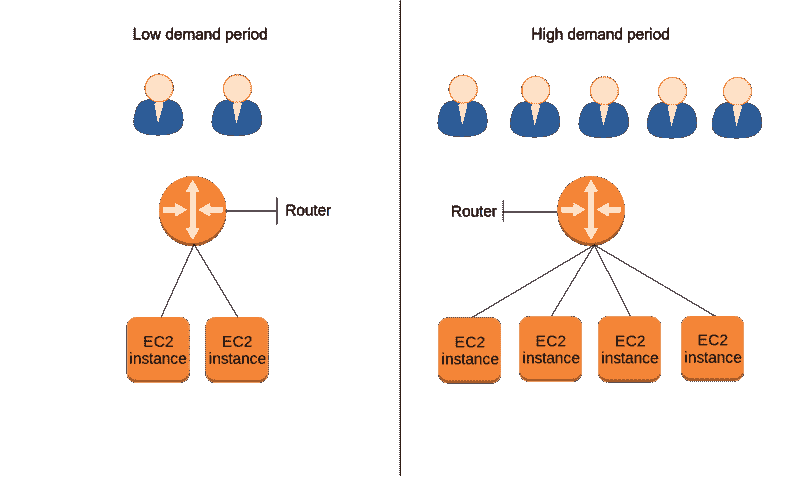 Low demand period
Router
EC2
instance
EC2
instance
High demand period
Router
EC2
instance
EC2
instance
EC2
instance
EC2
instance